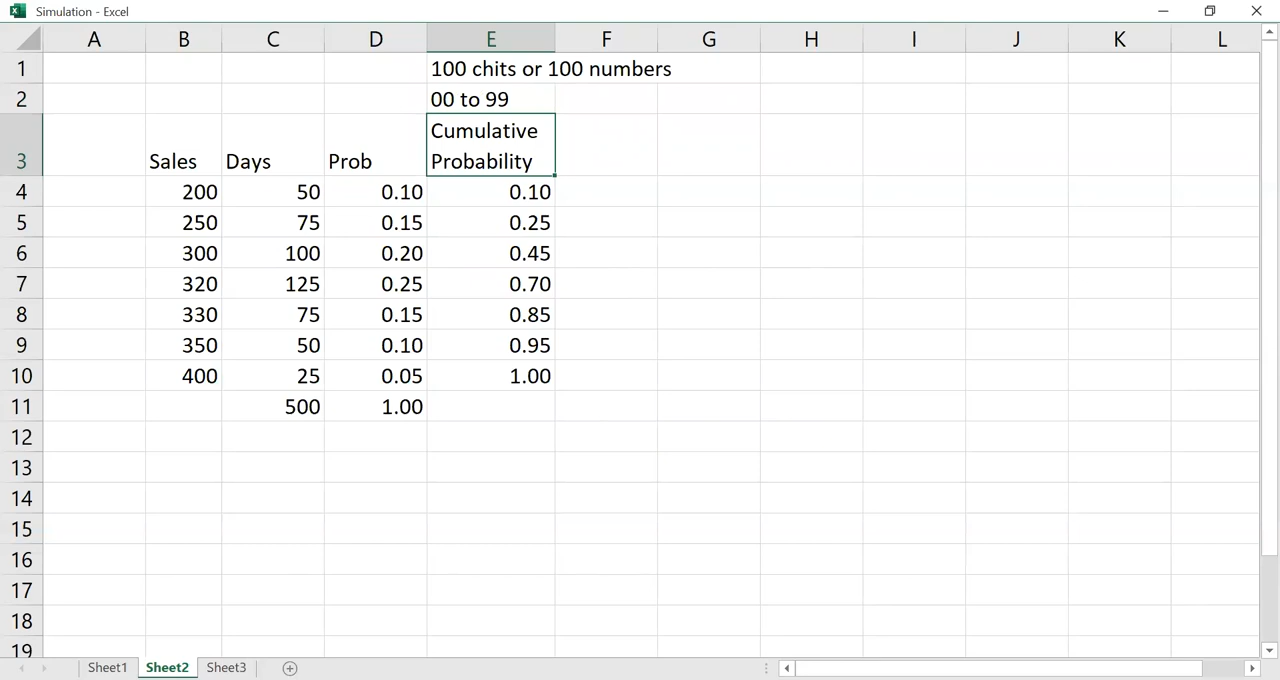 Simulation - Excel
A B C D E F G H I J K L
1 100 chits or 100 numbers
2 00 to 99
Cumulative
3 Sales Days Prob Probability
4 200 50 0.10 0.10
5 250 75 0.15 0.25
6 300 100 0.20 0.45
7 320 125 0.25 0.70
8 330 75 0.15 0.85
9 350 50 0.10 0.95
10 400 25 0.05 1.00
11 500 1.00
12
13
14
15
16
17
18
19
Sheet1 Sheet2 Sheet3